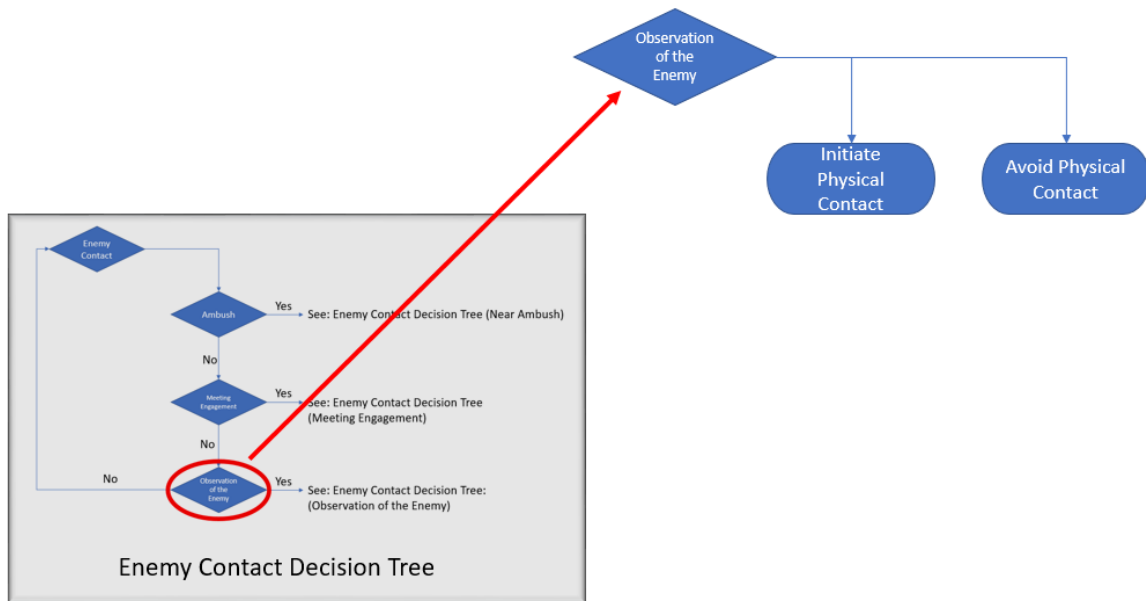 Observation
of the
Enemy
Initiate
Physical
Contact
Avoid Physical
Contact
Enemy
Contact
Ambush
Yes
See: Enemy Contact Decision Tree (Near Ambush)
No
Meeting
Engagement
Yes
See: Enemy Contact Decision Tree
(Meeting Engagement)
No
No
Observation
of the
Enemy
Yes
See: Enemy Contact Decision Tree:
(Observation of the Enemy)
Enemy Contact Decision Tree